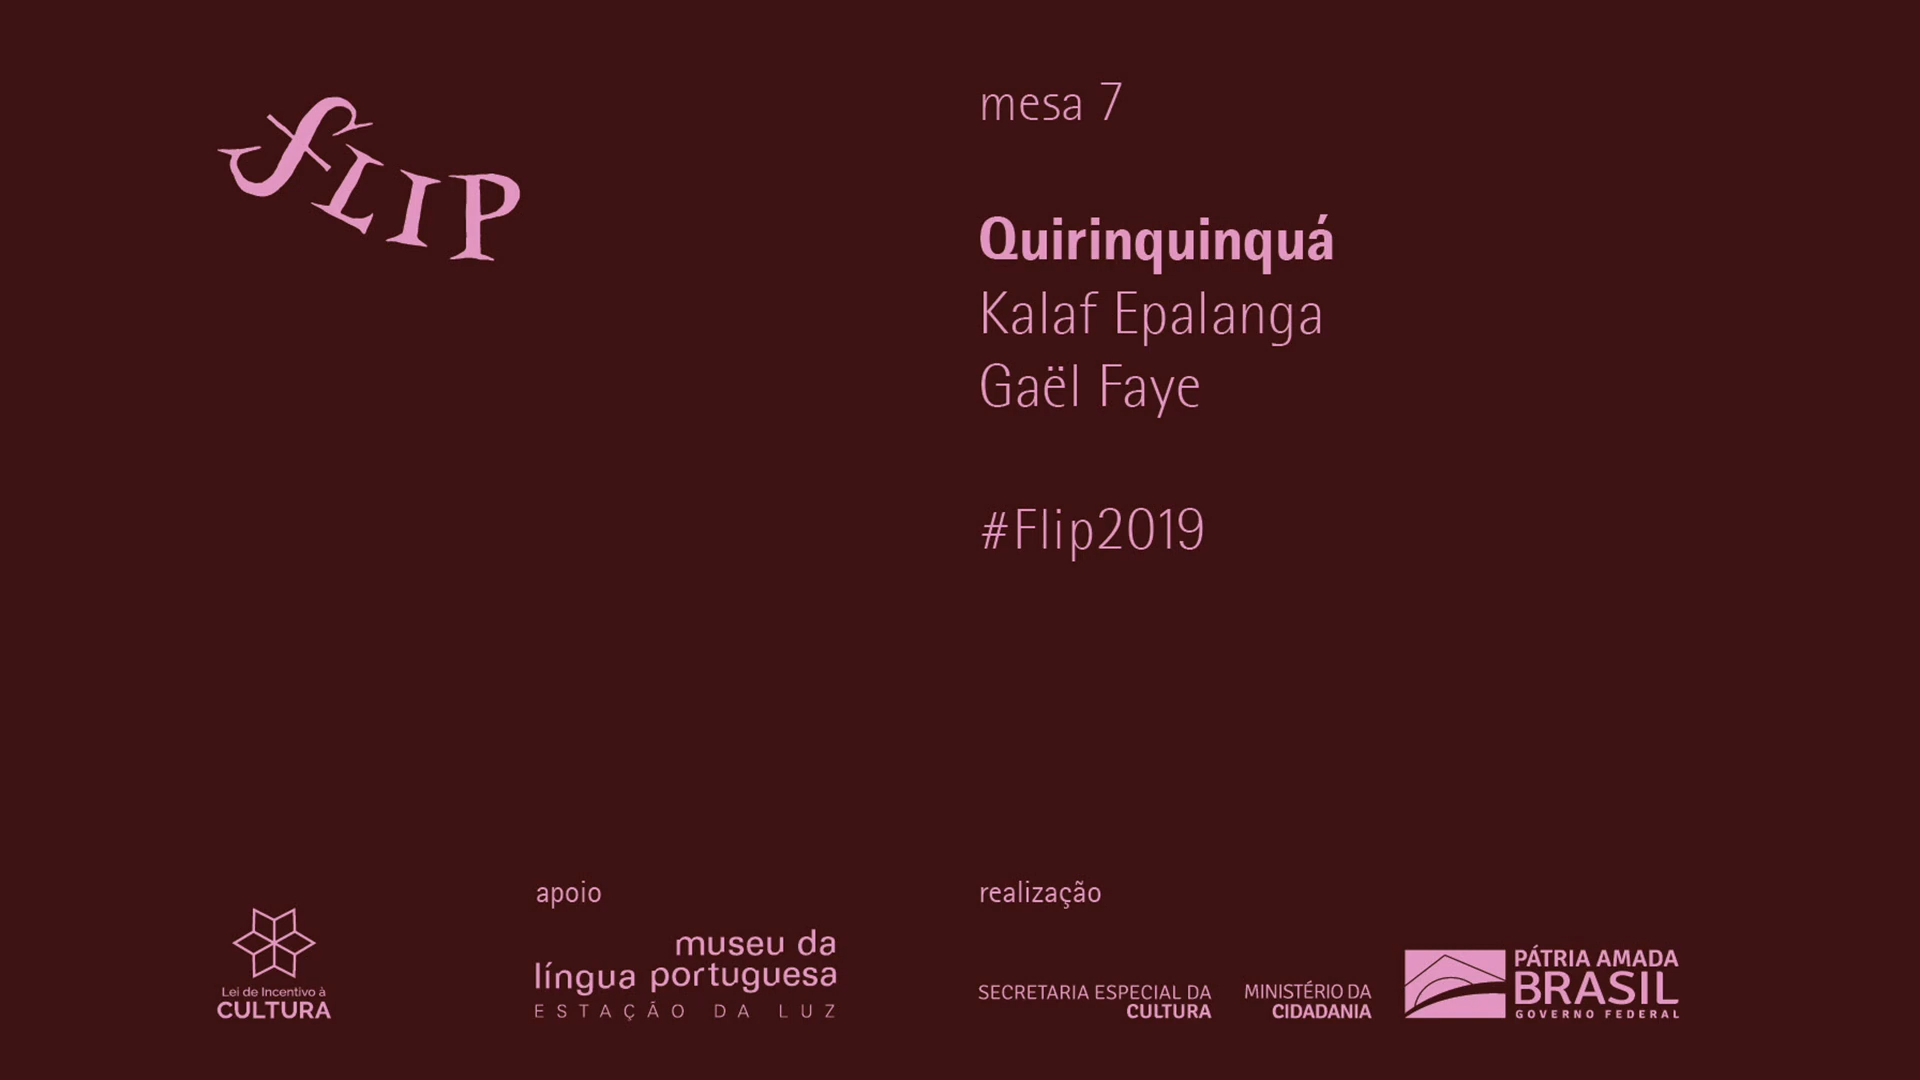 FLIP
mesa 7
Quirinquinquá
Kalaf Epalanga
Gaël Faye
#Flip2019
Lei de Incentivo à
CULTURA
apoio
museu da
língua portuguesa
ESTAÇÃO DA LUZ
realização
SECRETARIA ESPECIAL DA
CULTURA
MINISTÉRIO DA
CIDADANIA
PÁTRIA AMADA
BRASIL
GOVERNO FEDERAL